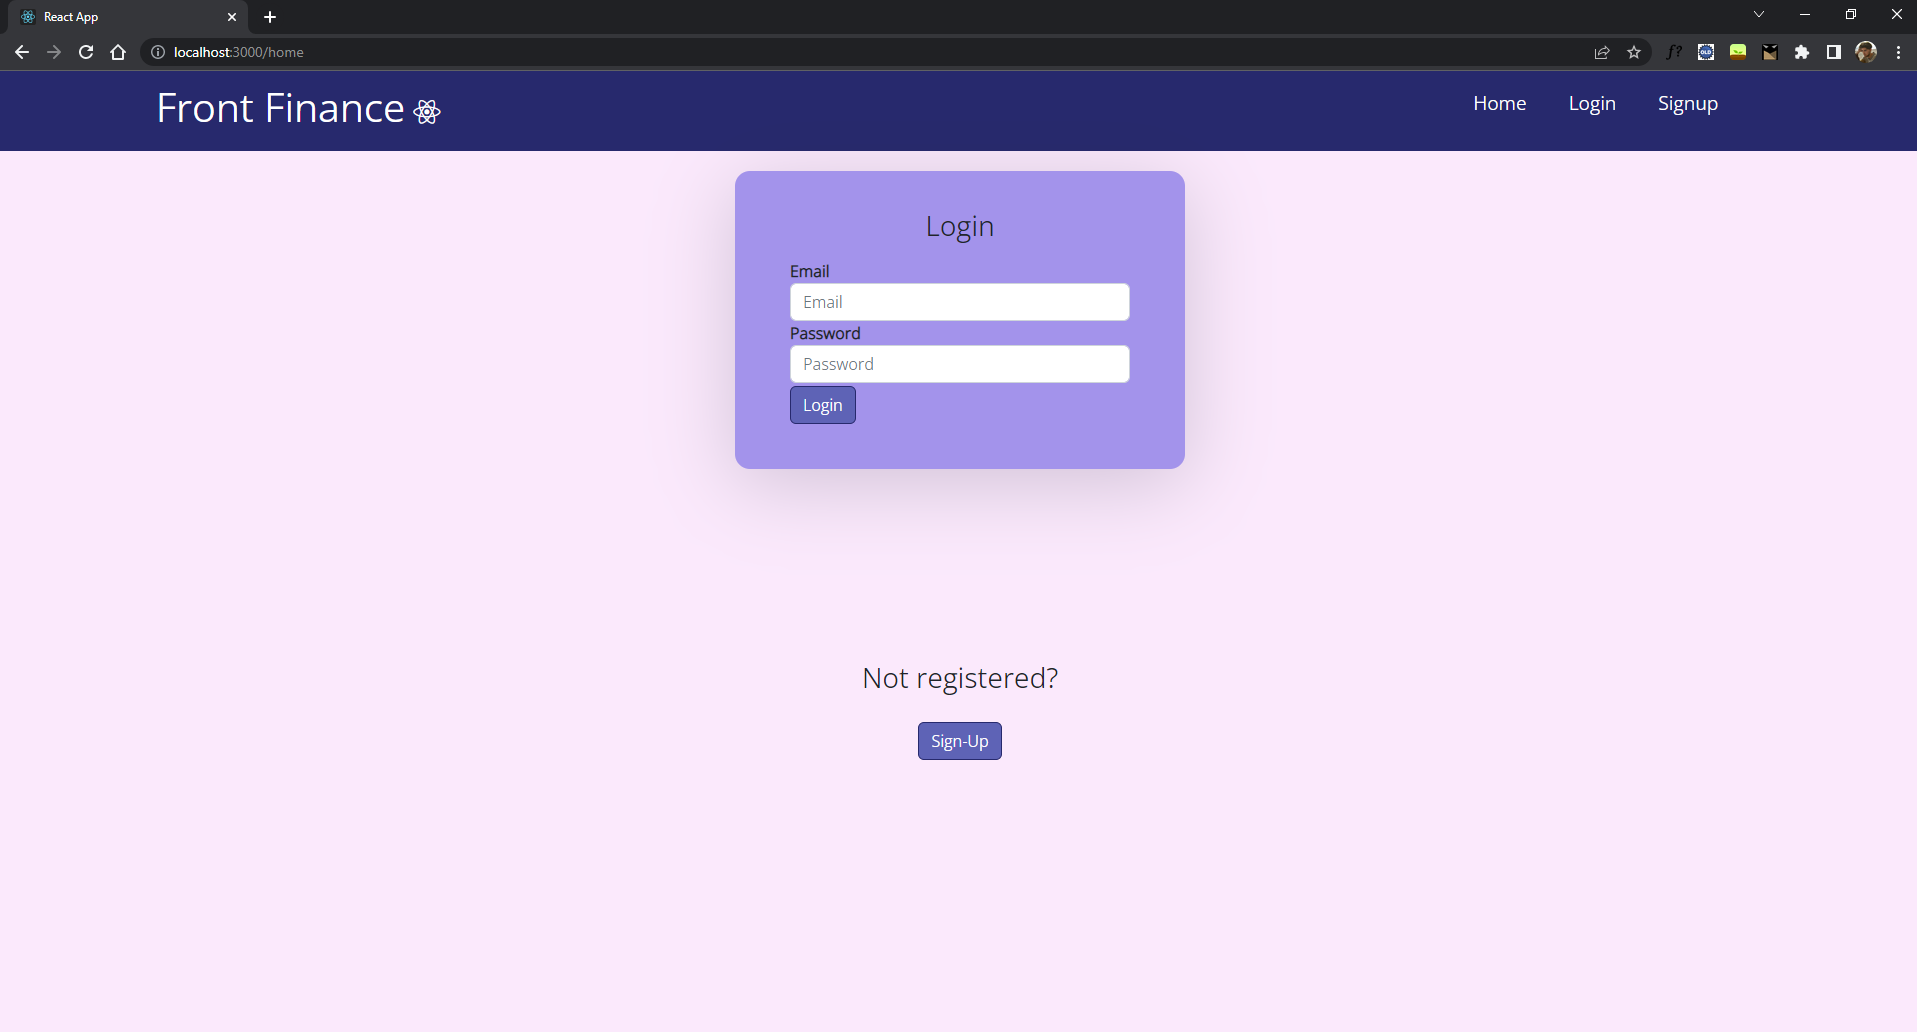 React App
localhost:3000/home
f?
OLD
Front Finance
Home Login Signup
Login
Email
Email
Password
Password
Login
Not registered?
Sign-Up